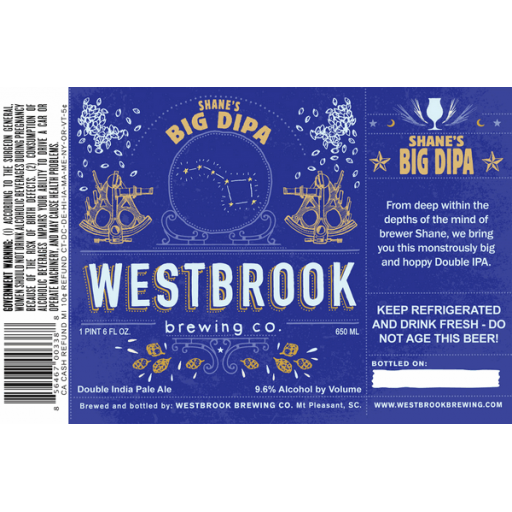 GOVERNMENT WARNING: (1) ACCORDING TO THE SURGEON GENERAL,
WOMEN SHOULD NOT DRINK ALCOHOLIC BEVERAGES DURING PREGNANCY
BECAUSE OF THE RISK OF BIRTH DEFECTS. (2) CONSUMPTION OF
ALCOHOLIC BEVERAGES IMPAIRS YOUR ABILITY TO DRIVE A CAR OR
OPERATE MACHINERY, AND MAY CAUSE HEALTH PROBLEMS.
CA CASH REFUND MI 10¢ REFUND CT-DC-DE-HI-IA-MA-ME-NY-OR-VT-5¢
8 56467 00338 8
SHANE'S
BIG DIPA
WESTBROOK
1 PINT 6 FL OZ.
brewing co.
650 ML
Double India Pale Ale
9.6% Alcohol by Volume
Brewed and bottled by: WESTBROOK BREWING CO. Mt Pleasant, SC.
SHANE'S
BIG DIPA
From deep within the
depths of the mind of
brewer Shane, we bring
you this monstrously big
and hoppy Double IPA.
KEEP REFRIGERATED
AND DRINK FRESH - DO
NOT AGE THIS BEER!
BOTTLED ON:
WWW.WESTBROOKBREWING.COM